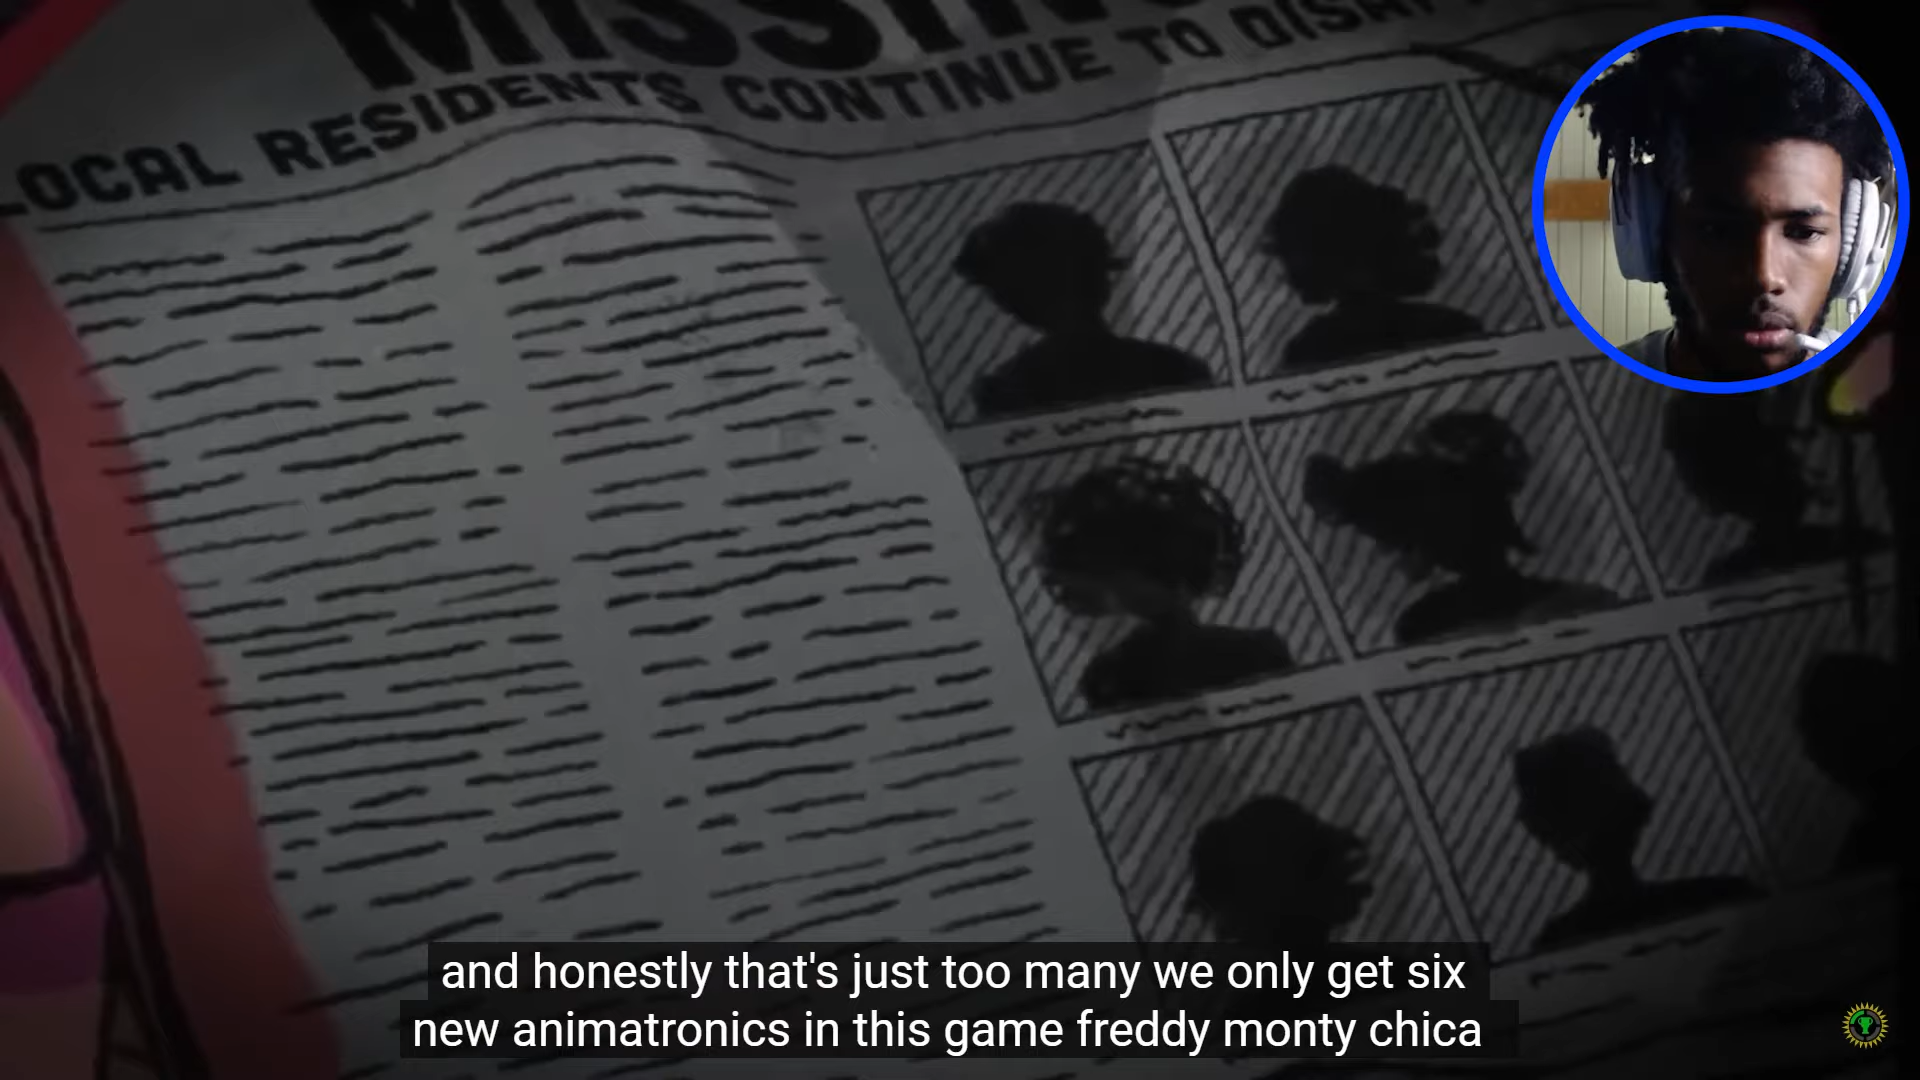 MISSING
LOCAL RESIDENTS CONTINUE TO
and honestly that's just too many we only get six
new animatronics in this game freddy monty chica